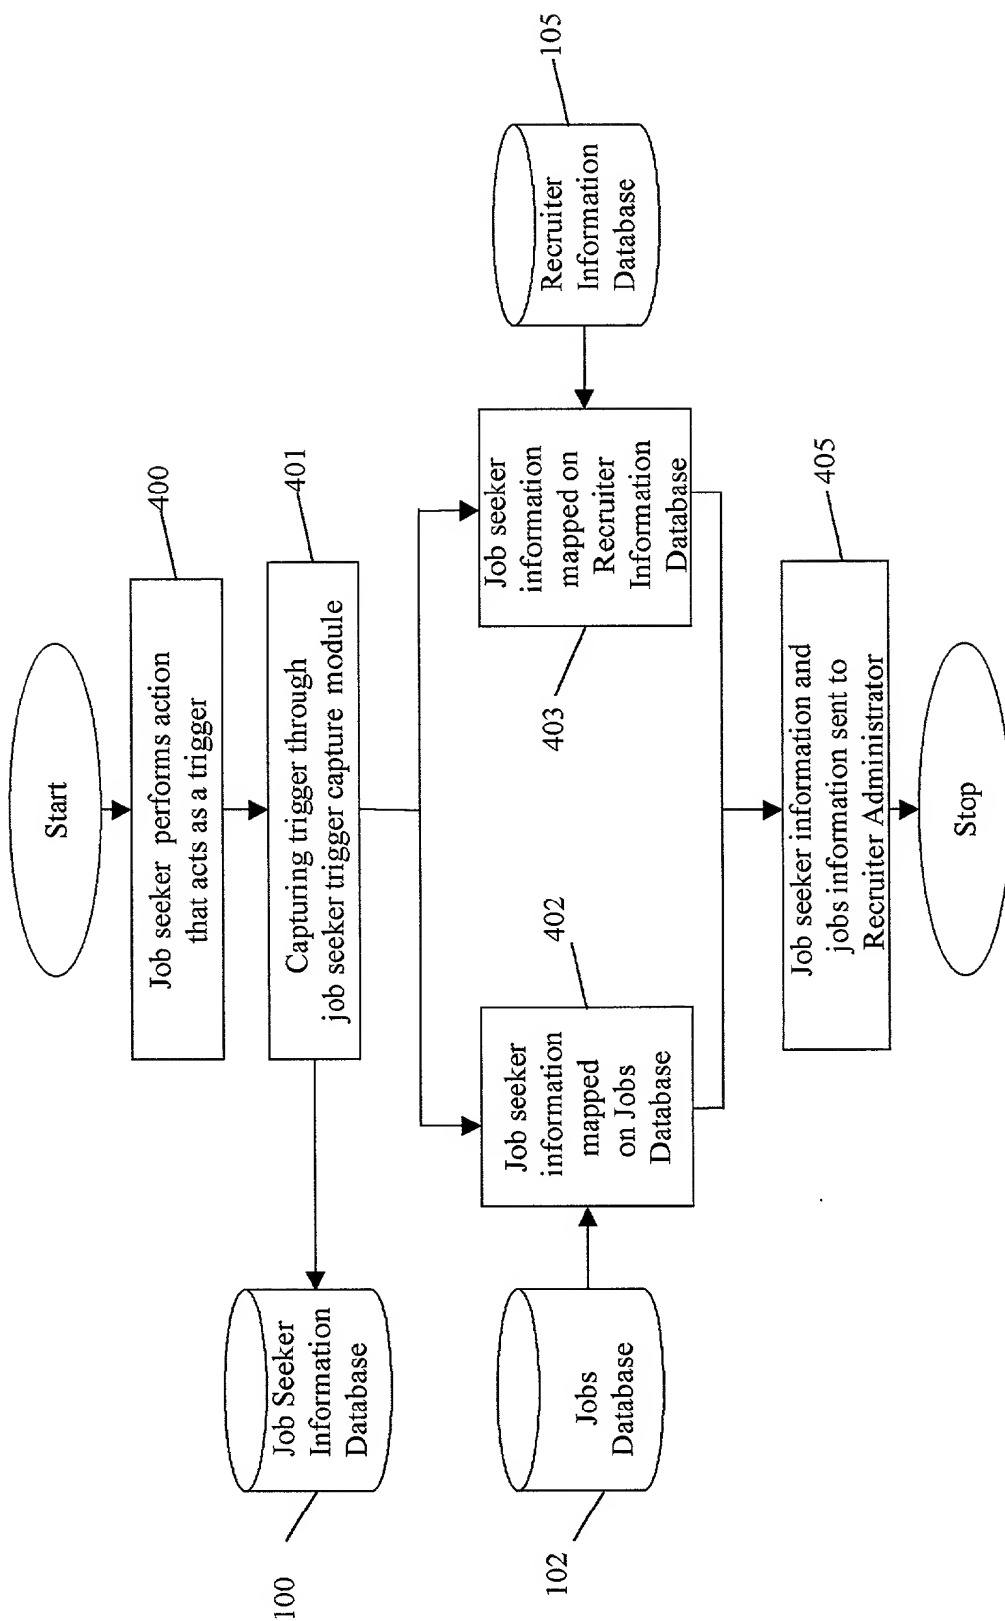 Start
400
Job seeker performs action
that acts as a trigger
401
Capturing trigger through
job seeker trigger capture module
100
Job Seeker
Information
Database
102
Jobs
Database
402
Job seeker
information
mapped
on Jobs
Database
403
Job seeker
information
mapped on
Recruiter
Information
Database
105
Recruiter
Information
Database
405
Job seeker information and
jobs information sent to
Recruiter Administrator
Stop